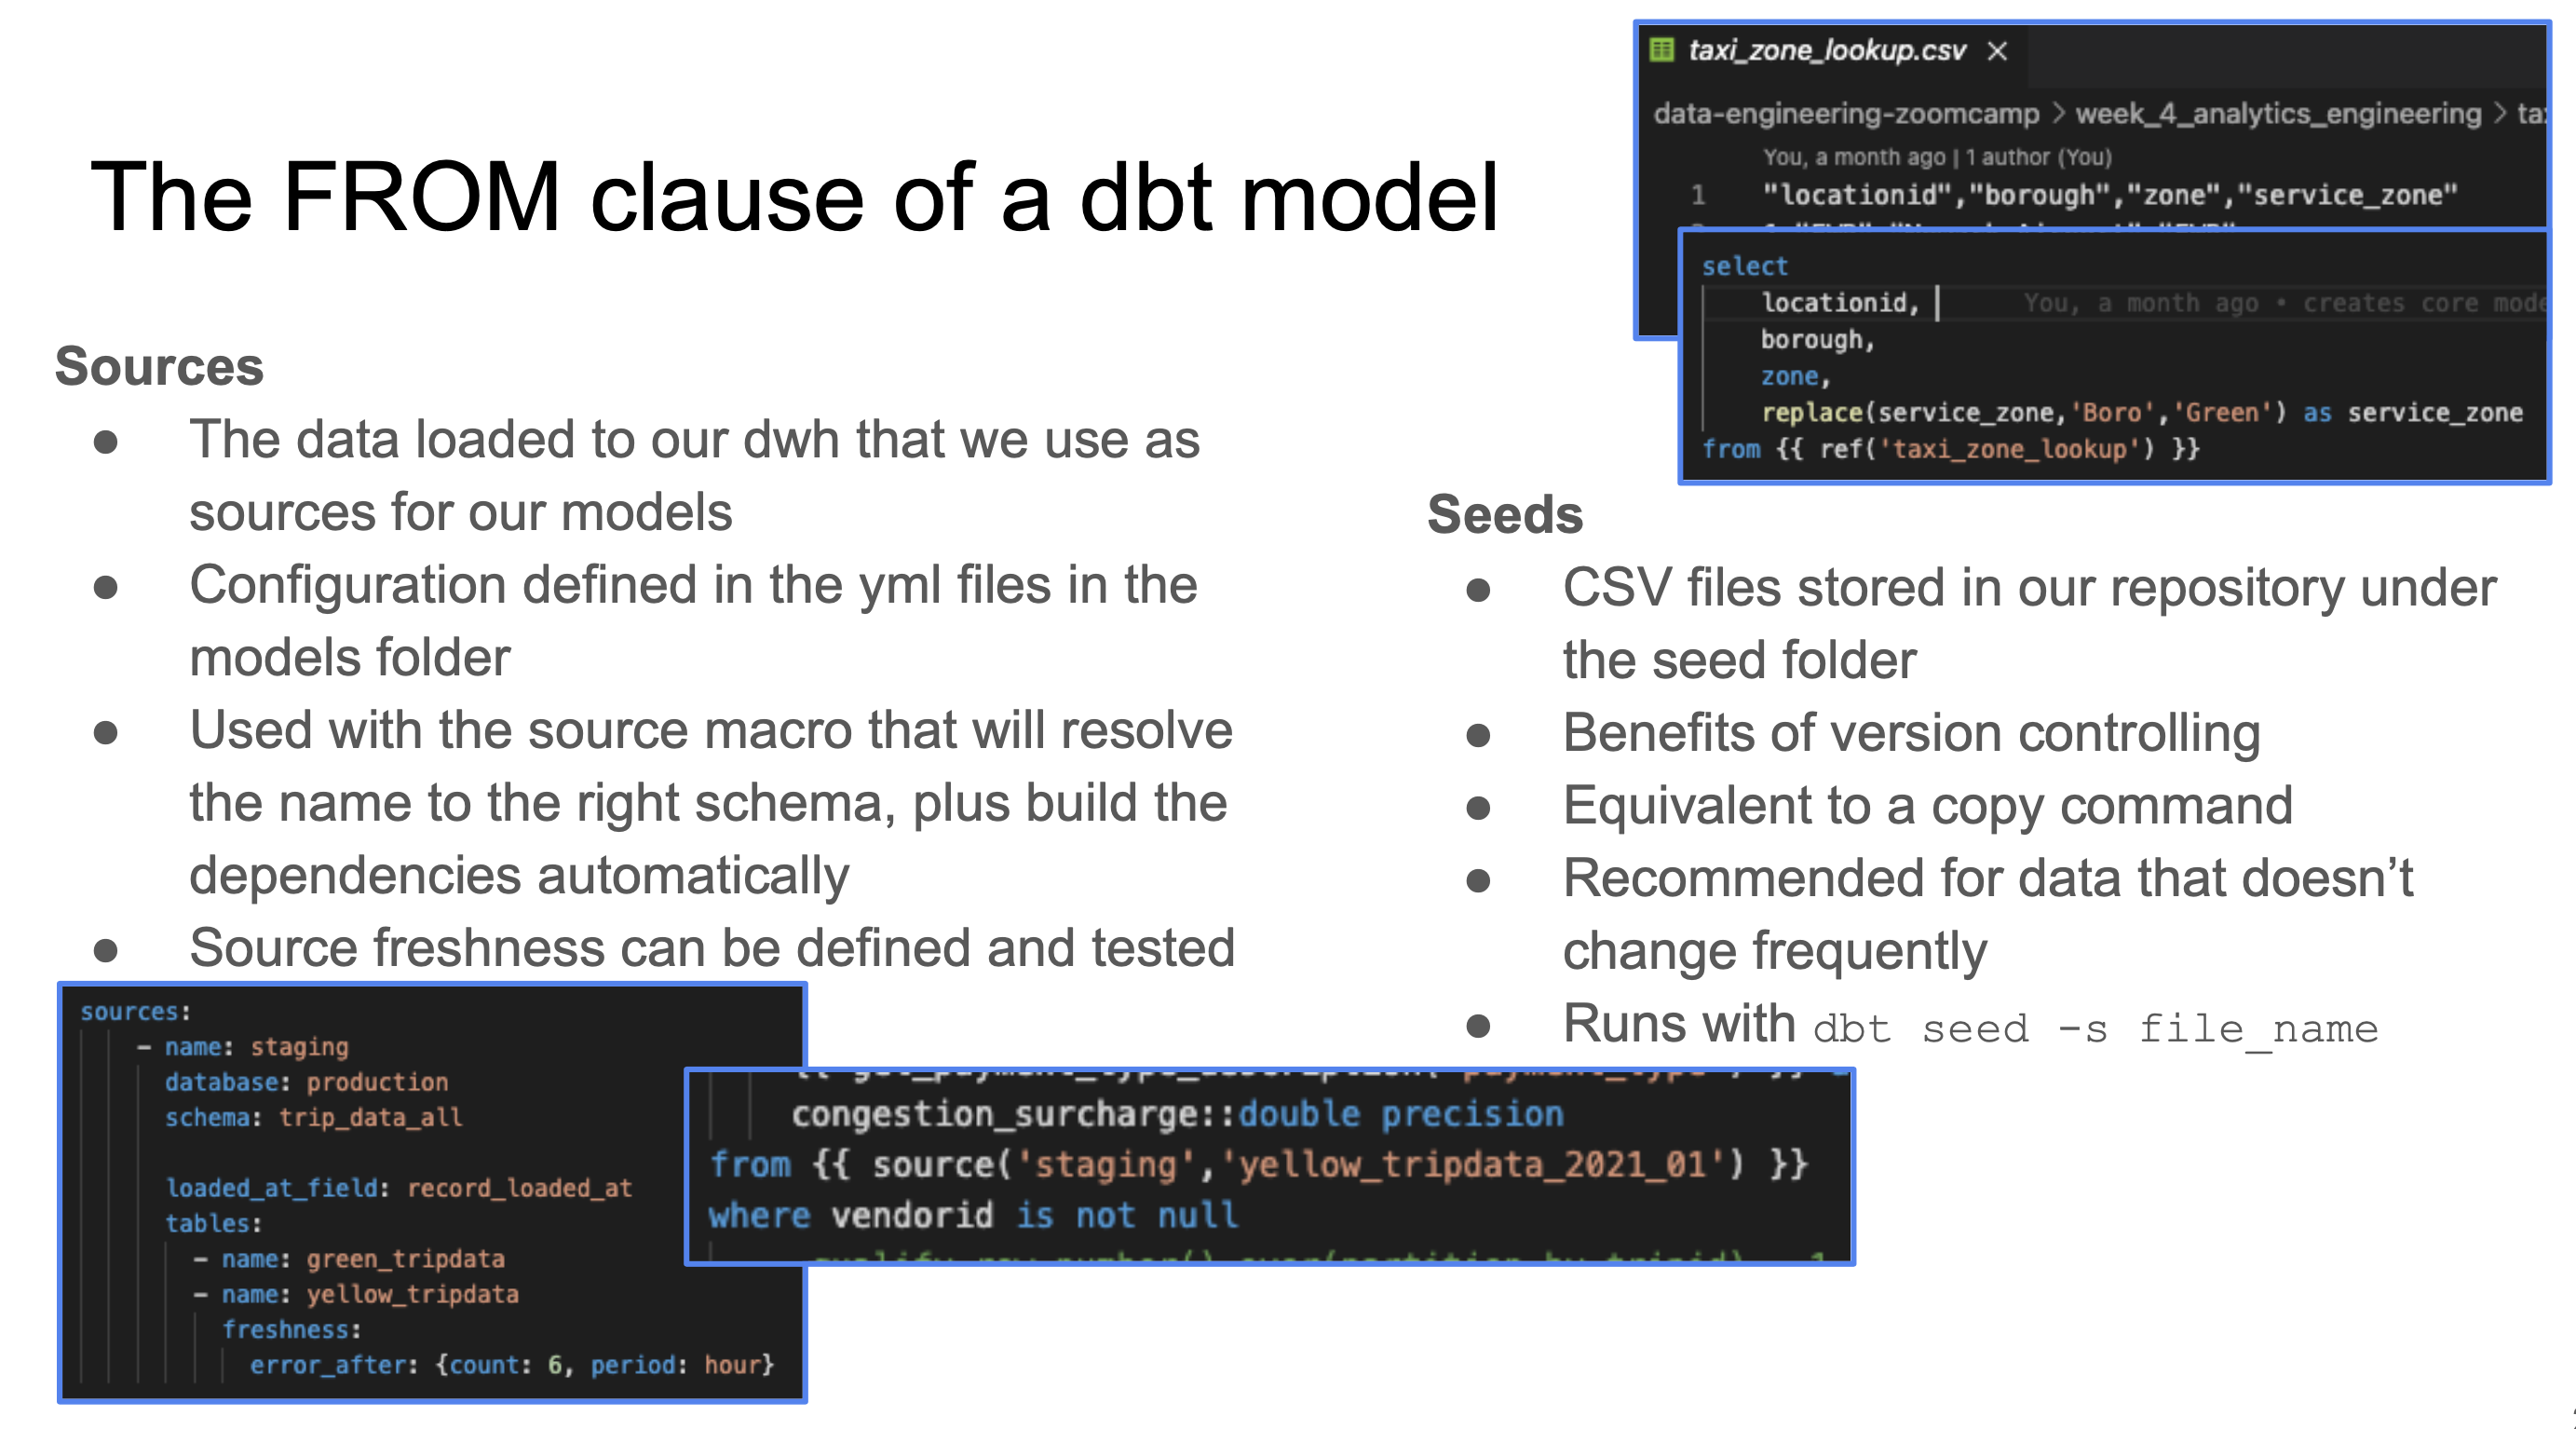 The FROM clause of a dbt model
Sources
● The data loaded to our dwh that we use as
sources for our models
● Configuration defined in the yml files in the
models folder
● Used with the source macro that will resolve
the name to the right schema, plus build the
dependencies automatically
● Source freshness can be defined and tested
sources:
- name: staging
database: production
schema: trip_data_all
loaded_at_field: record_loaded_at
tables:
- name: green_tripdata
- name: yellow_tripdata
freshness:
error_after: {count: 6, period: hour}
congestion_surcharge::double precision
from {{ source('staging','yellow_tripdata_2021_01') }}
where vendorid is not null
taxi_zone_lookup.csv ×
data-engineering-zoomcamp > week_4_analytics_engineering >
You, a month ago | 1 author (You)
1 "locationid","borough","zone","service_zone"
select
locationid, You, a month ago • creates core
borough,
zone,
replace(service_zone,'Boro','Green') as service_zone
from {{ ref('taxi_zone_lookup') }}
Seeds
● CSV files stored in our repository under
the seed folder
● Benefits of version controlling
● Equivalent to a copy command
● Recommended for data that doesn’t
change frequently
● Runs with dbt seed -s file_name